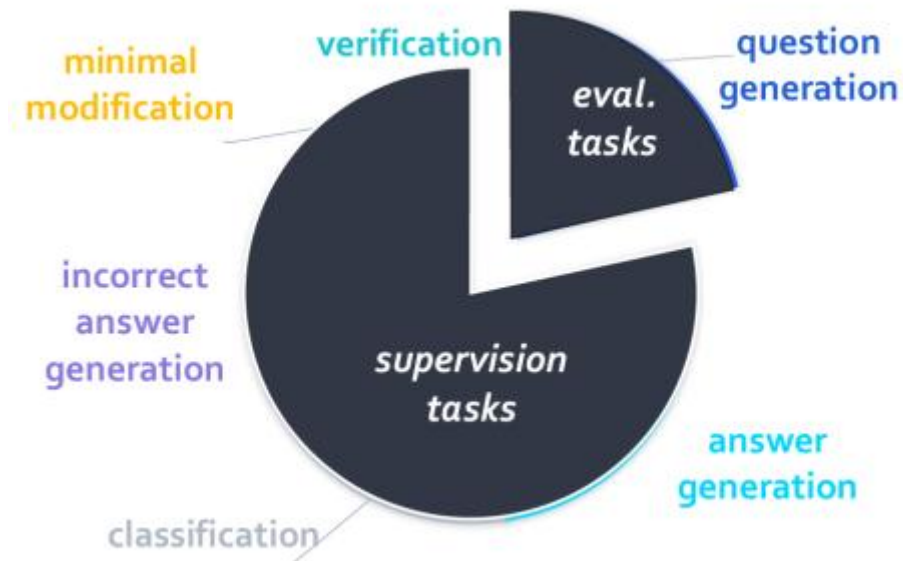 verification
minimal
modification
question
generation
eval.
tasks
incorrect
answer
generation
supervision
tasks
answer
generation
classification